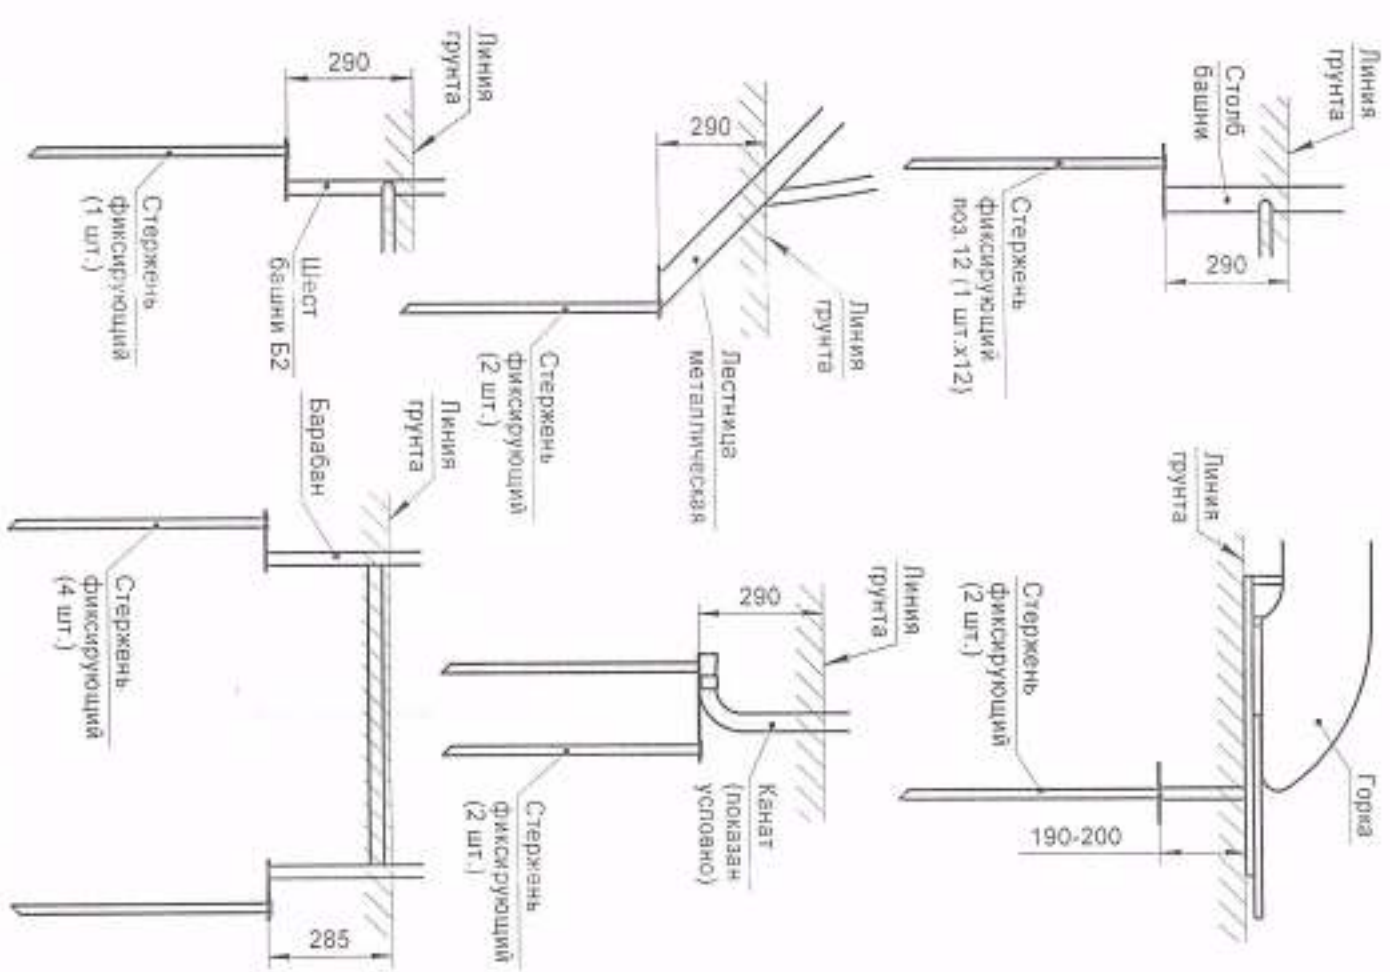 Линия
грунта
Столб
башни
290
Стержень
фиксирующий
поз.12 (1 шт.х12)
Линия
грунта
Горка
Стержень
фиксирующий
(2 шт.)
190-200
290
Линия
грунта
Лестница
металлическая
Стержень
фиксирующий
(2 шт.)
Линия
грунта
290
Канат
(показан
условно)
Стержень
фиксирующий
(2 шт.)
Линия
грунта
290
Шест
башни Б2
Стержень
фиксирующий
(1 шт.)
Линия
грунта
Барабан
Стержень
фиксирующий
(4 шт.)
285